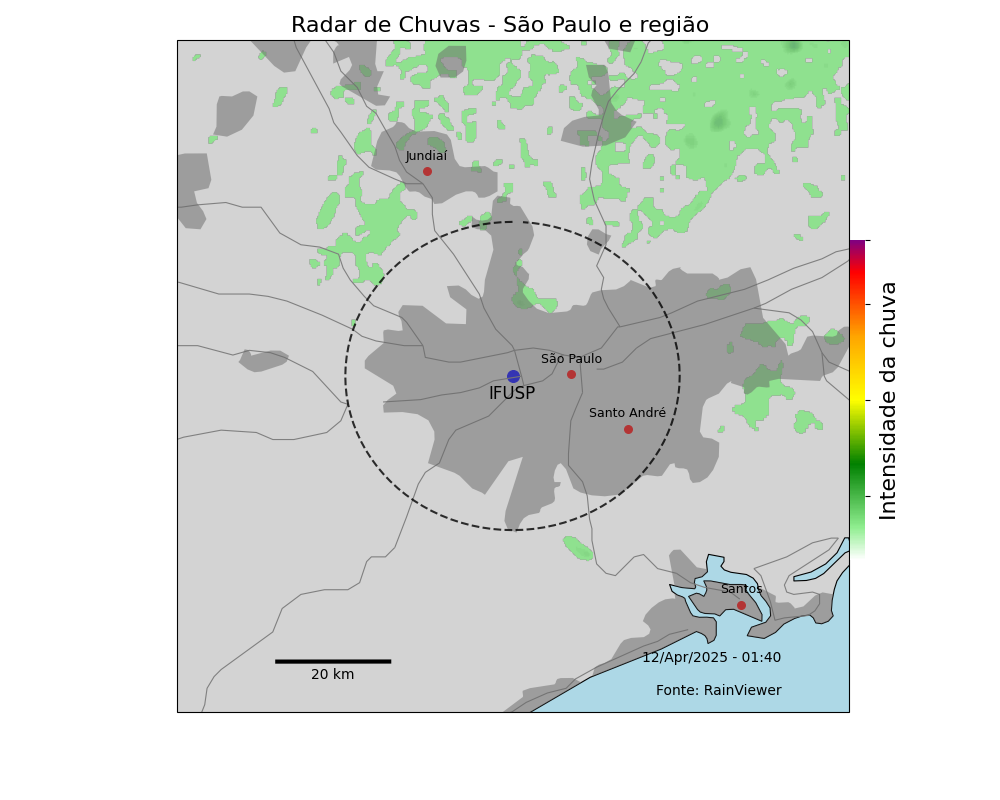 Radar de Chuvas - São Paulo e região
Jundiaí
São Paulo
IFUSP
Santo André
Intensidade da chuva
Santos
12/Apr/2025 - 01:40
20 km
Fonte: RainViewer